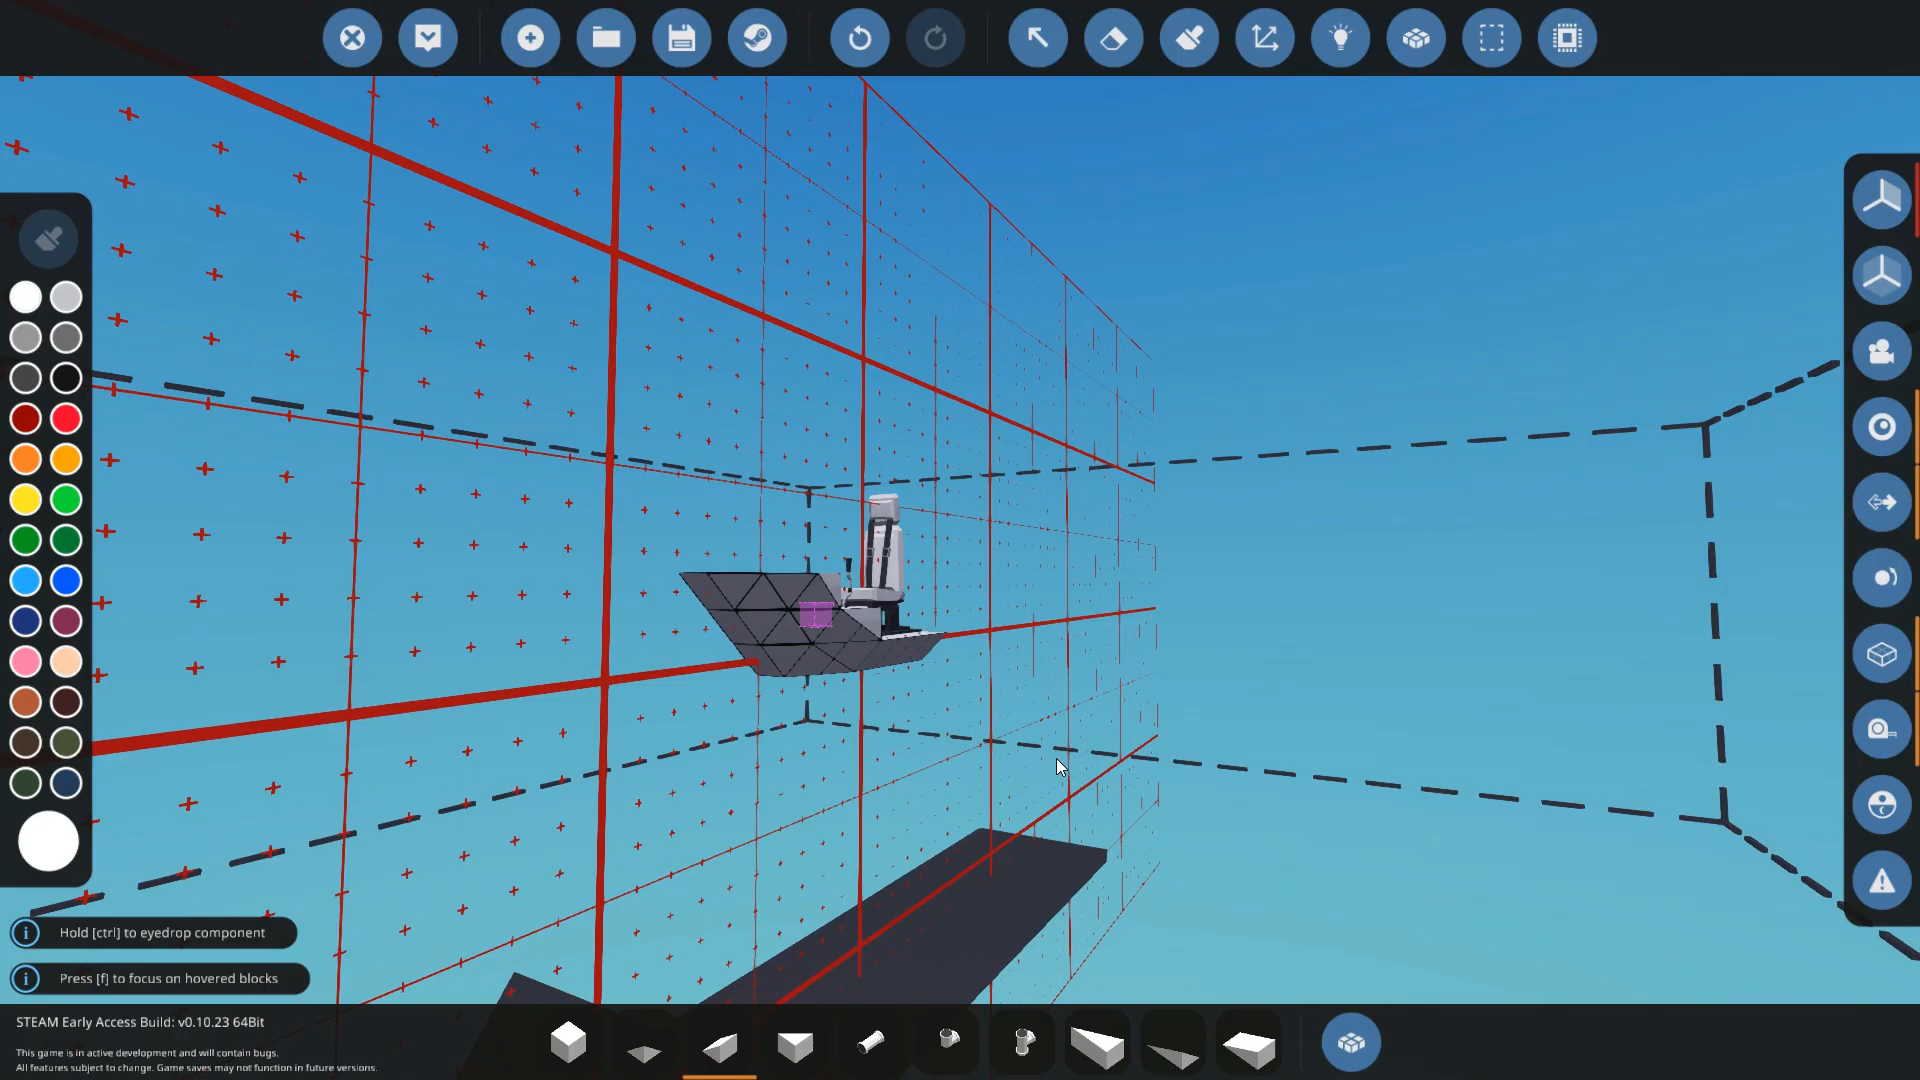 Hold [ctrl] to eyedrop component
Press [f] to focus on hovered blocks
STEAM Early Access Build: v0.10.23 64Bit
This game is in active development and will contain bugs.
All features subject to change. Game saves may not function in future versions.